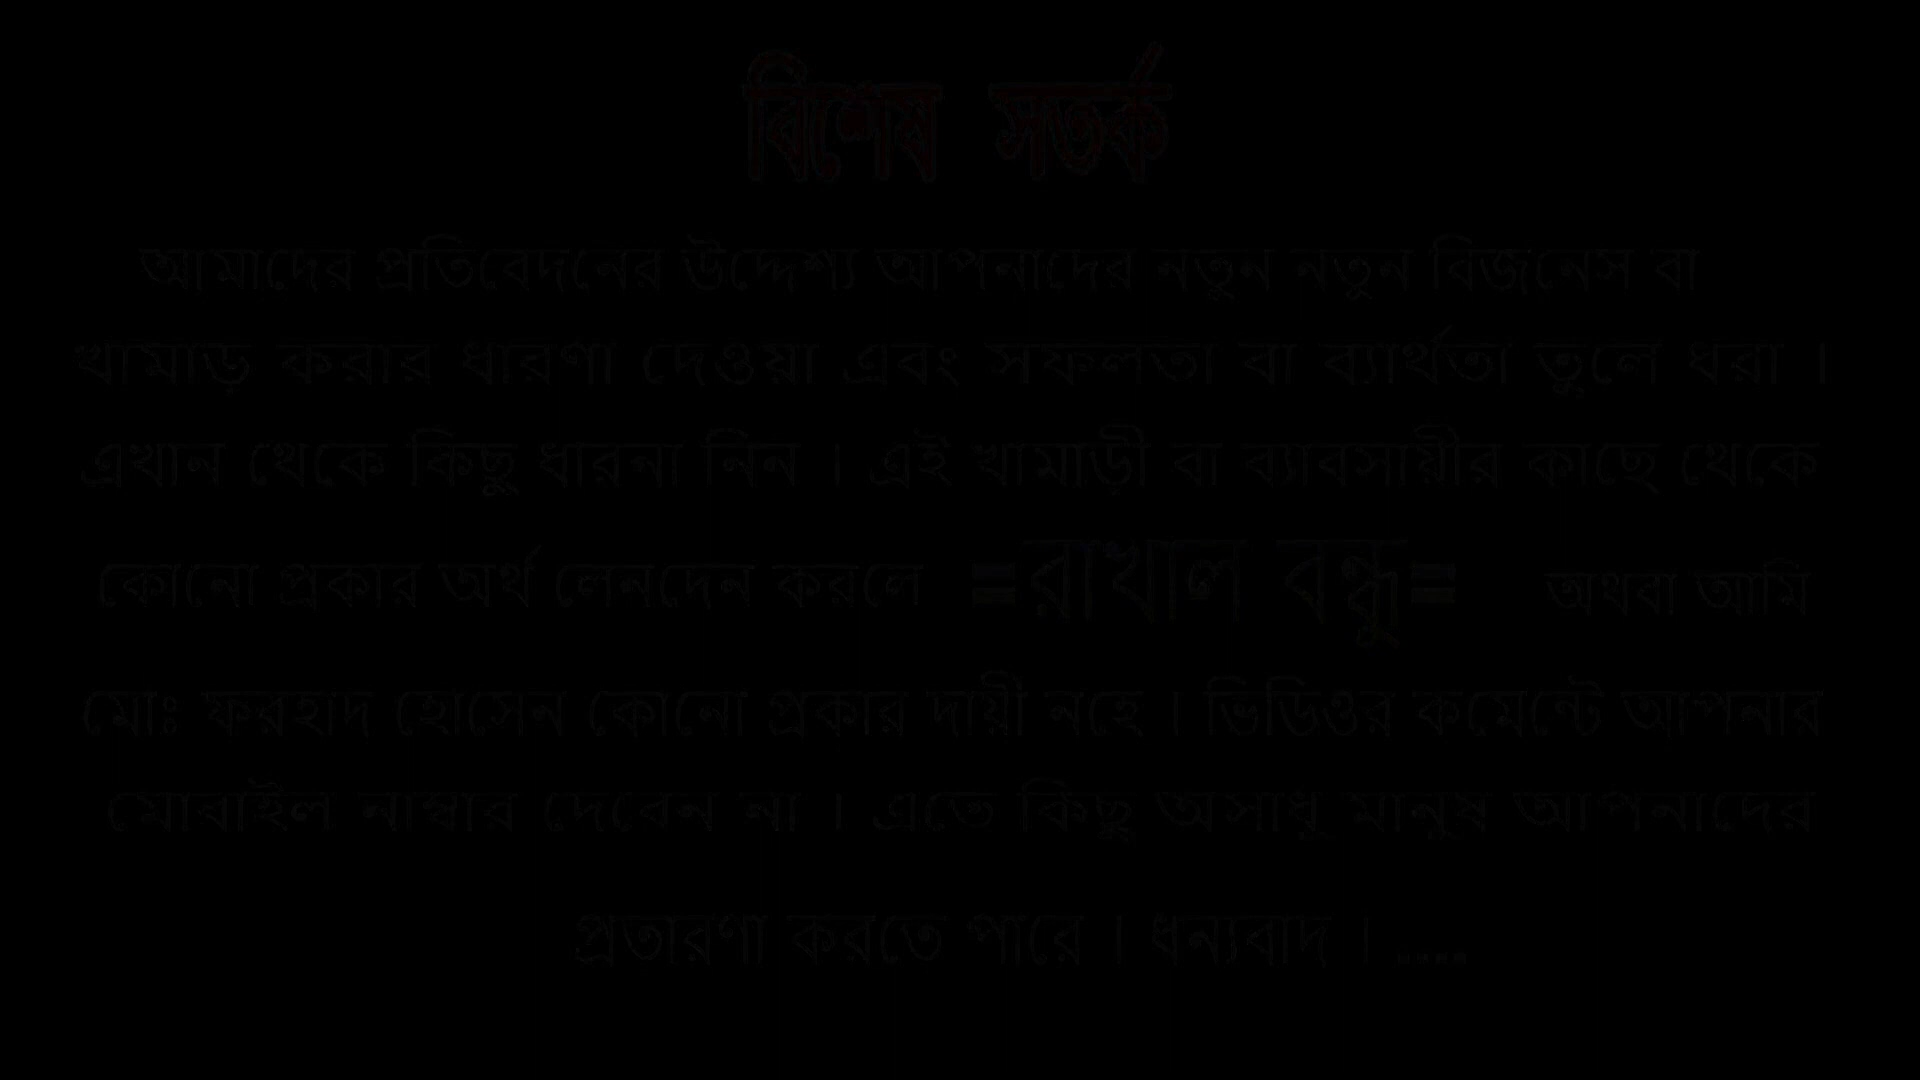 বিশেষ সতর্ক
আমাদের প্রতিবেদনের উদ্দেশ্য আপনাদের নতুন নতুন বিজনেস বা
খামাড় করার ধারণা দেওয়া এবং সফলতা বা ব্যার্থতা তুলে ধরা ।
এখান থেকে কিছু ধারনা নিন । এই খামাড়ী বা ব্যাবসায়ীর কাছে থেকে
কোনো প্রকার অর্থ লেনদেন করলে =রাখাল বন্ধু= অথবা আমি
মোঃ ফরহাদ হোসেন কোনো প্রকার দায়ী নহে । ভিডিওর কমেন্টে আপনার
মোবাইল নাম্বার দেবেন না । এতে কিছু অসাধু মানুষ আপনাদের
প্রতারণা করতে পারে । ধন্যবাদ । ....